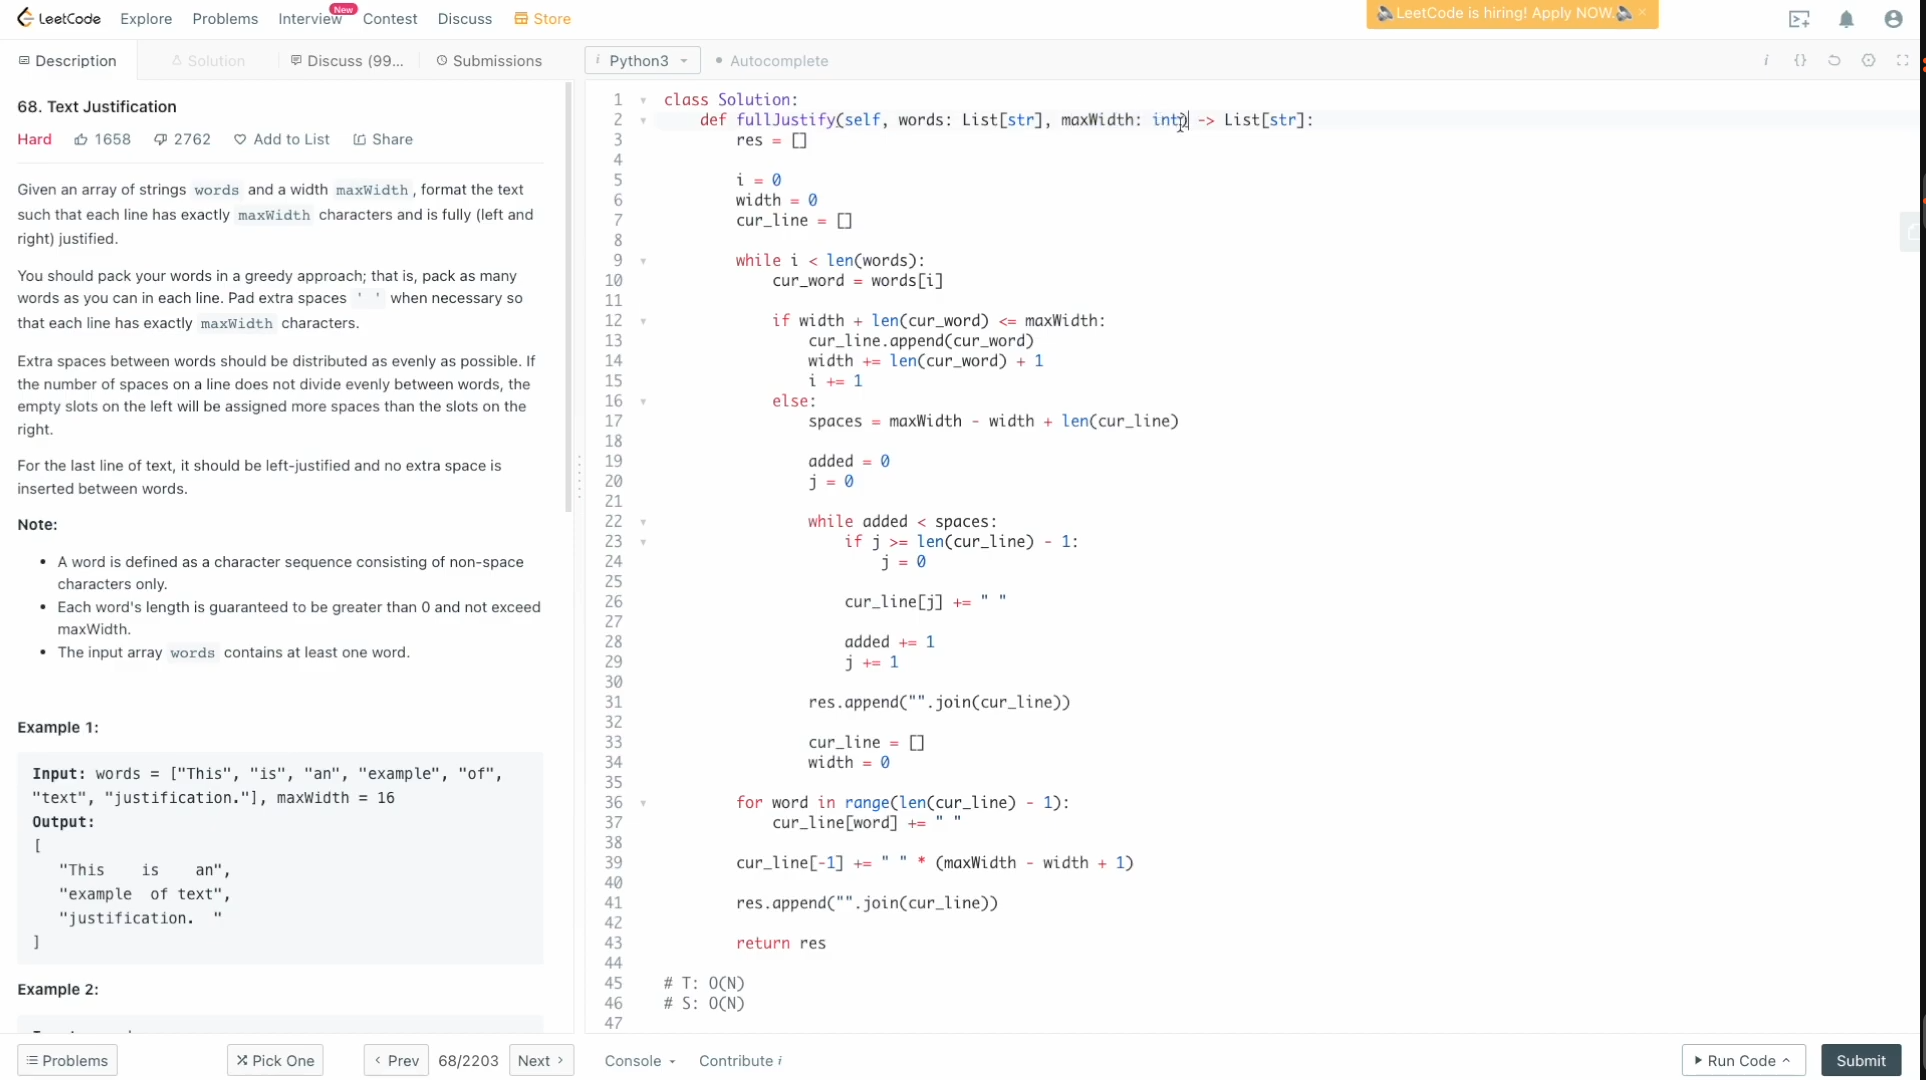 LeetCode Explore Problems Interview New Contest Discuss Store LeetCode is hiring! Apply NOW. ×
Description Solution Discuss (99... Submissions i Python3 Autocomplete i {}
68. Text Justification
Hard 1658 2762 Add to List Share
Given an array of strings words and a width maxWidth, format the text
such that each line has exactly maxWidth characters and is fully (left and
right) justified.
You should pack your words in a greedy approach; that is, pack as many
words as you can in each line. Pad extra spaces ' ' when necessary so
that each line has exactly maxWidth characters.
Extra spaces between words should be distributed as evenly as possible. If
the number of spaces on a line does not divide evenly between words, the
empty slots on the left will be assigned more spaces than the slots on the
right.
For the last line of text, it should be left-justified and no extra space is
inserted between words.
Note:
• A word is defined as a character sequence consisting of non-space
characters only.
• Each word's length is guaranteed to be greater than 0 and not exceed
maxWidth.
• The input array words contains at least one word.
Example 1:
Input: words = ["This", "is", "an", "example", "of",
"text", "justification."], maxWidth = 16
Output:
[
"This    is    an",
"example  of text",
"justification.  "
]
Example 2:
1 class Solution:
2     def fullJustify(self, words: List[str], maxWidth: int) -> List[str]:
3         res = []
4
5         i = 0
6         width = 0
7         cur_line = []
8
9         while i < len(words):
10             cur_word = words[i]
11
12             if width + len(cur_word) <= maxWidth:
13                 cur_line.append(cur_word)
14                 width += len(cur_word) + 1
15                 i += 1
16             else:
17                 spaces = maxWidth - width + len(cur_line)
18
19                 added = 0
20                 j = 0
21
22                 while added < spaces:
23                     if j >= len(cur_line) - 1:
24                         j = 0
25
26                     cur_line[j] += " "
27
28                     added += 1
29                     j += 1
30
31                 res.append("".join(cur_line))
32
33                 cur_line = []
34                 width = 0
35
36         for word in range(len(cur_line) - 1):
37             cur_line[word] += " "
38
39         cur_line[-1] += " " * (maxWidth - width + 1)
40
41         res.append("".join(cur_line))
42
43         return res
44
45 # T: O(N)
46 # S: O(N)
47
Problems Pick One < Prev 68/2203 Next > Console Contribute i Run Code Submit